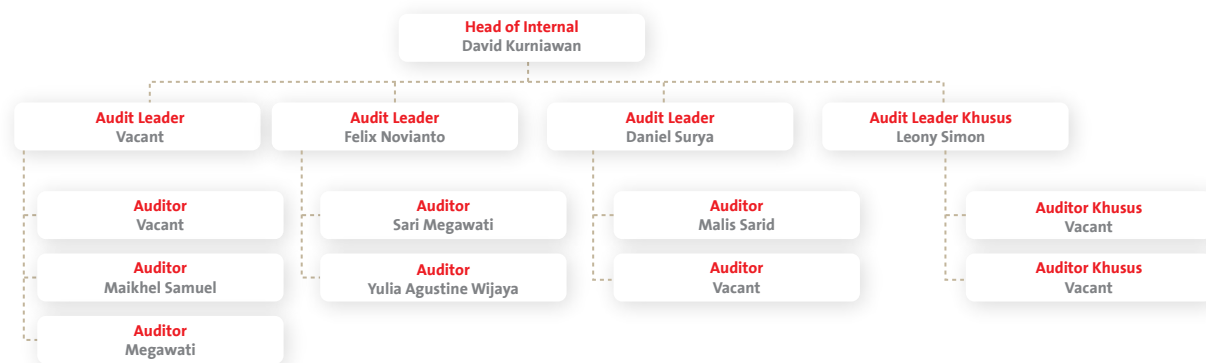 Head of Internal
David Kurniawan
Audit Leader
Vacant
Audit Leader
Felix Novianto
Audit Leader
Daniel Surya
Audit Leader Khusus
Leony Simon
Auditor
Vacant
Auditor
Sari Megawati
Auditor
Malis Sarid
Auditor Khusus
Vacant
Auditor
Maikhel Samuel
Auditor
Yulia Agustine Wijaya
Auditor
Vacant
Auditor Khusus
Vacant
Auditor
Megawati